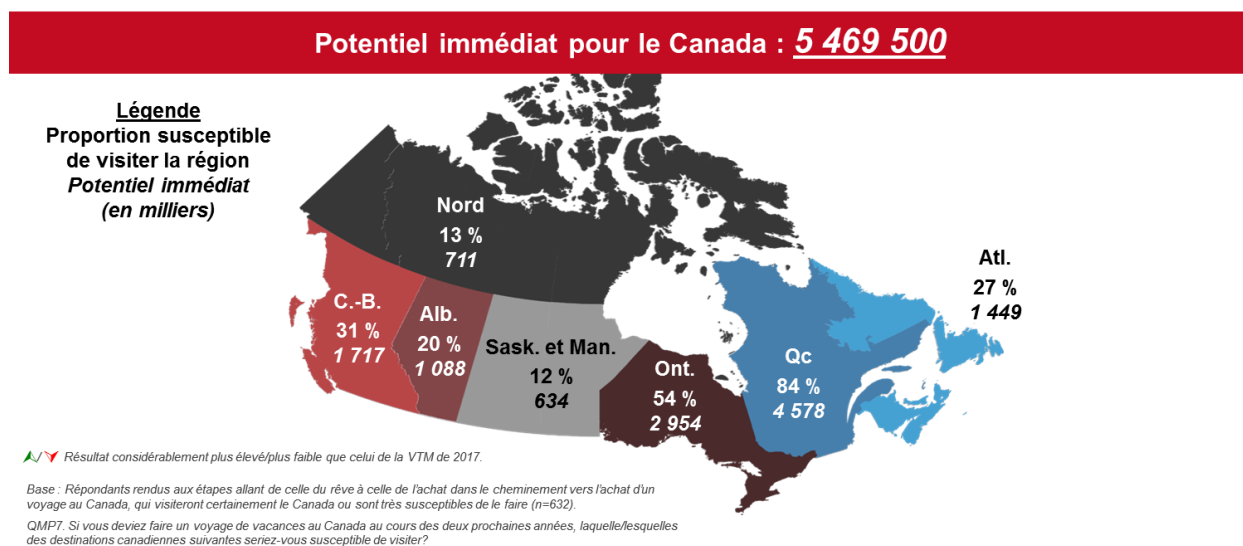 Potentiel immédiat pour le Canada : 5 469 500
Légende
Proportion susceptible
de visiter la région
Potentiel immédiat
(en milliers)
Nord
13 %
711
C.-B.
31 %
1 717
Alb.
20 %
1 088
Sask. et Man.
12 %
634
Ont.
54 %
2 954
Qc
84 %
4 578
Atl.
27 %
1 449
Résultat considérablement plus élevé/plus faible que celui de la VTM de 2017.
Base : Répondants rendus aux étapes allant de celle du rêve à celle de l'achat dans le cheminement vers l'achat d'un
voyage au Canada, qui visiteront certainement le Canada ou sont très susceptibles de le faire (n=632).
QMP7. Si vous deviez faire un voyage de vacances au Canada au cours des deux prochaines années, laquelle/lesquelles
des destinations canadiennes suivantes seriez-vous susceptible de visiter?